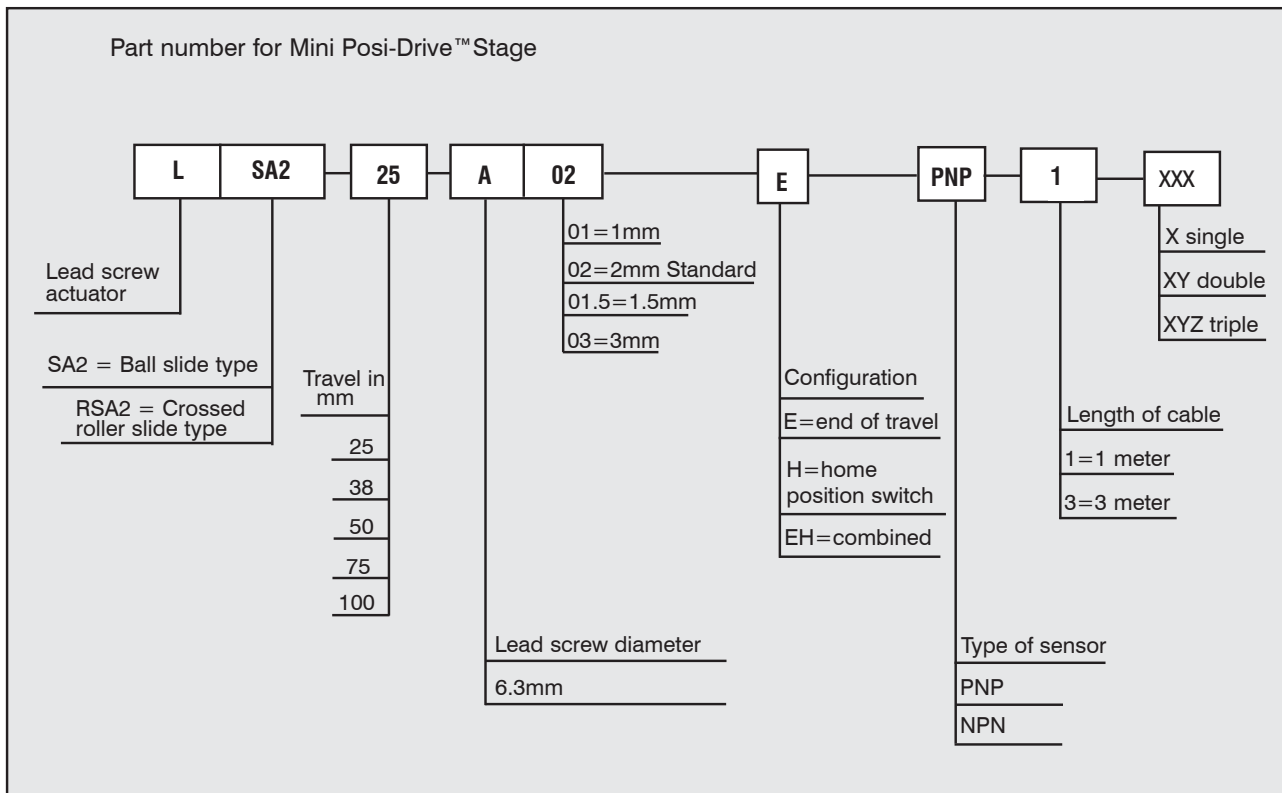 Part number for Mini Posi-Drive™ Stage
L SA2 25 A 02 E PNP 1 XXX
Lead screw
actuator
SA2 = Ball slide type
RSA2 = Crossed
roller slide type
Travel in
mm
25
38
50
75
100
Lead screw diameter
6.3mm
01=1mm
02=2mm Standard
01.5=1.5mm
03=3mm
Configuration
E=end of travel
H=home
position switch
EH=combined
Type of sensor
PNP
NPN
Length of cable
1=1 meter
3=3 meter
X single
XY double
XYZ triple